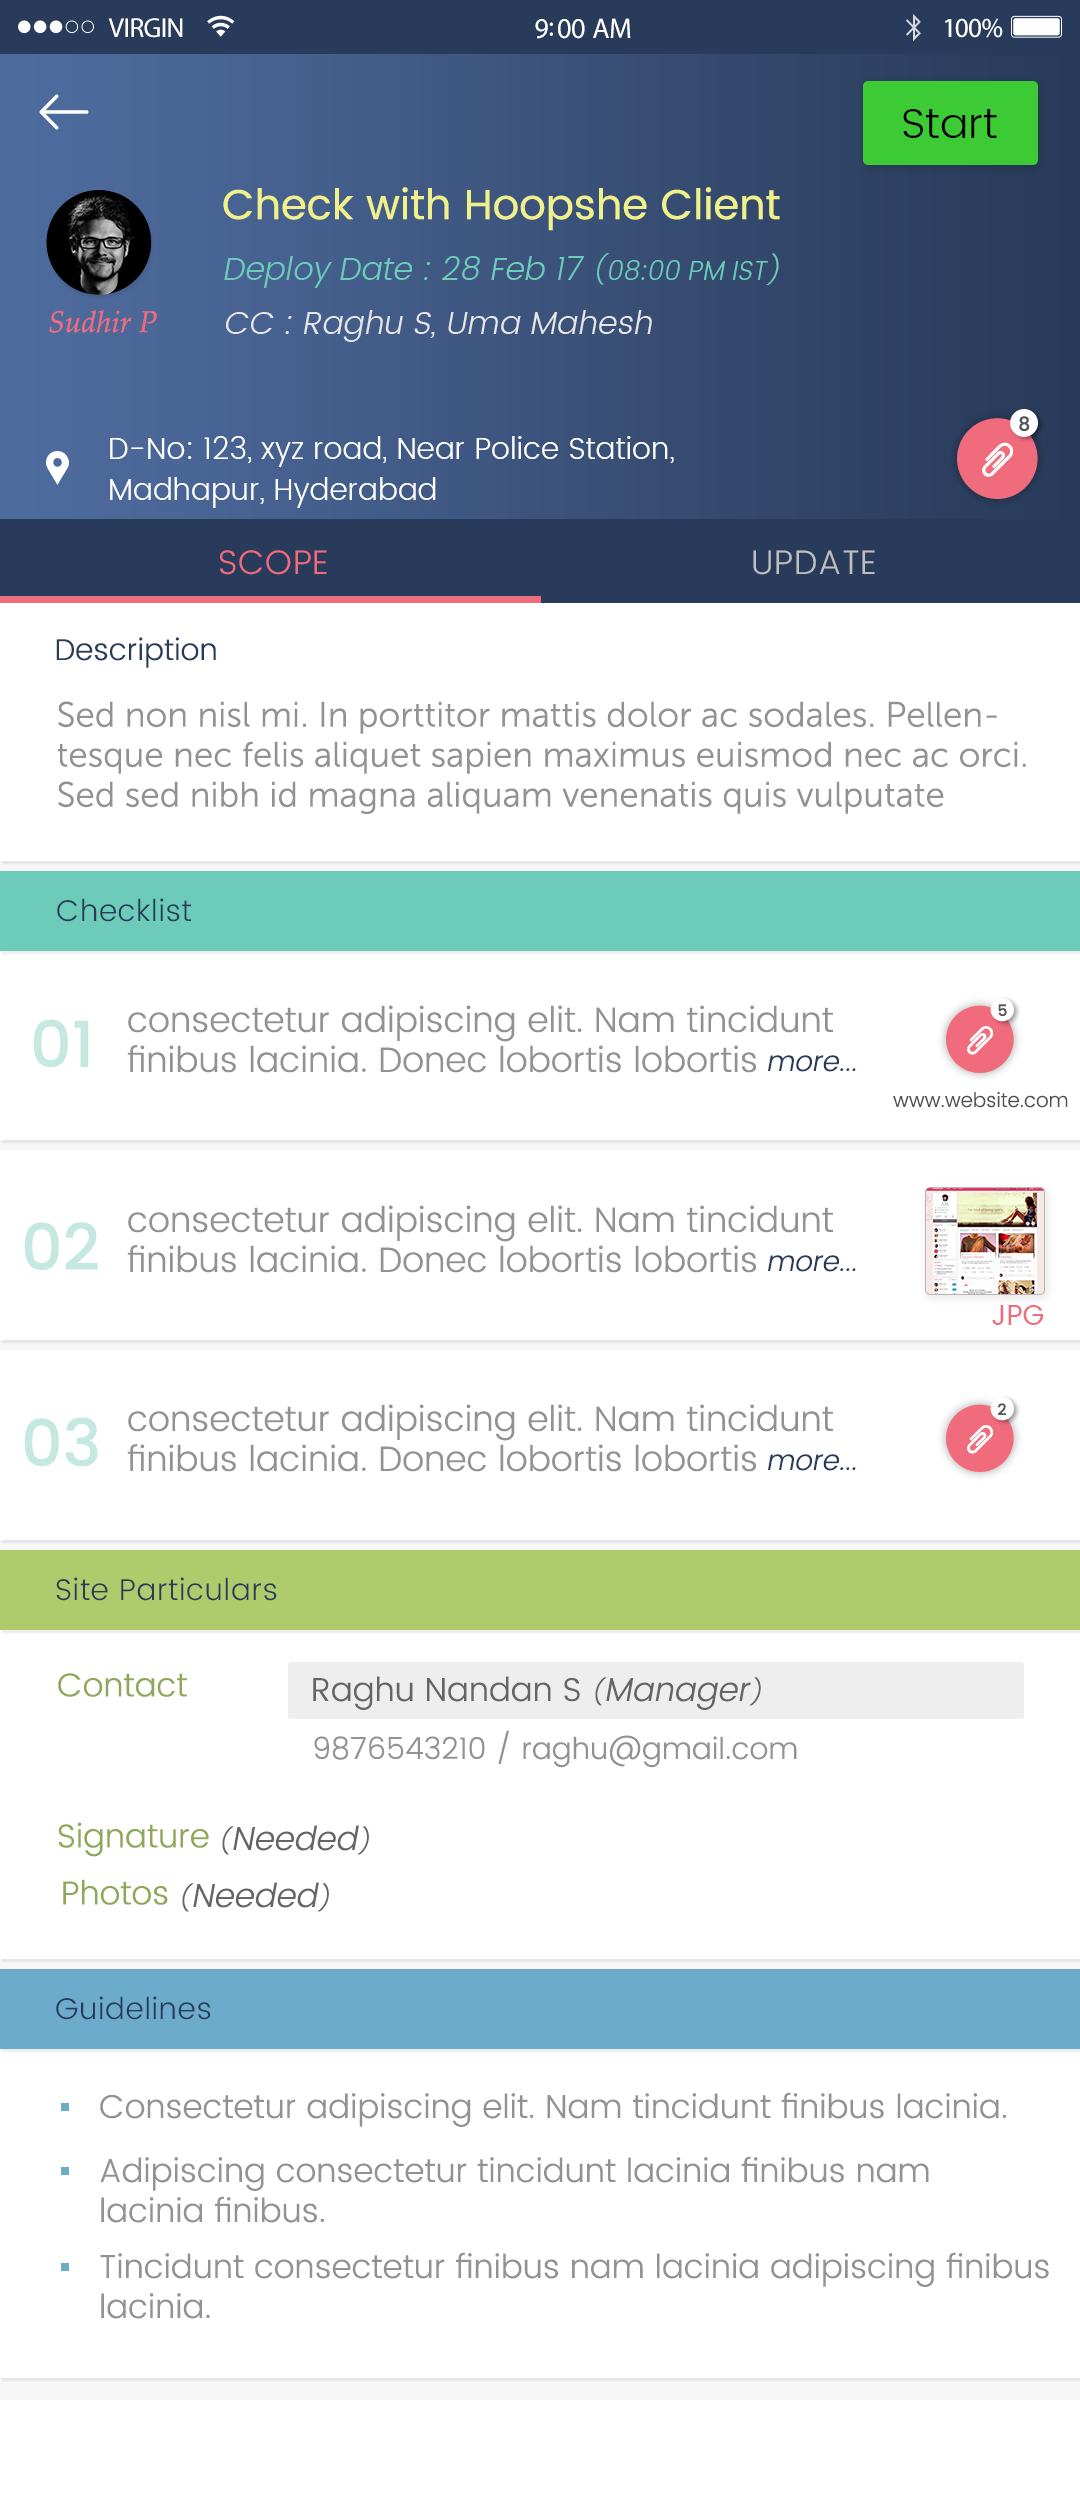 VIRGIN
9:00 AM
100%
Start
Check with Hoopshe Client
Deploy Date : 28 Feb 17 (08:00 PM IST)
Sudhir P
CC : Raghu S, Uma Mahesh
8
D-No: 123, xyz road, Near Police Station,
Madhapur, Hyderabad
SCOPE
UPDATE
Description
Sed non nisl mi. In porttitor mattis dolor ac sodales. Pellen-
tesque nec felis aliquet sapien maximus euismod nec ac orci.
Sed sed nibh id magna aliquam venenatis quis vulputate
Checklist
01
consectetur adipiscing elit. Nam tincidunt
finibus lacinia. Donec lobortis lobortis more...
5
www.website.com
02
consectetur adipiscing elit. Nam tincidunt
finibus lacinia. Donec lobortis lobortis more...
JPG
03
consectetur adipiscing elit. Nam tincidunt
finibus lacinia. Donec lobortis lobortis more...
2
Site Particulars
Contact
Raghu Nandan S (Manager)
9876543210 / raghu@gmail.com
Signature (Needed)
Photos (Needed)
Guidelines
Consectetur adipiscing elit. Nam tincidunt finibus lacinia.
Adipiscing consectetur tincidunt lacinia finibus nam
lacinia finibus.
Tincidunt consectetur finibus nam lacinia adipiscing finibus
lacinia.